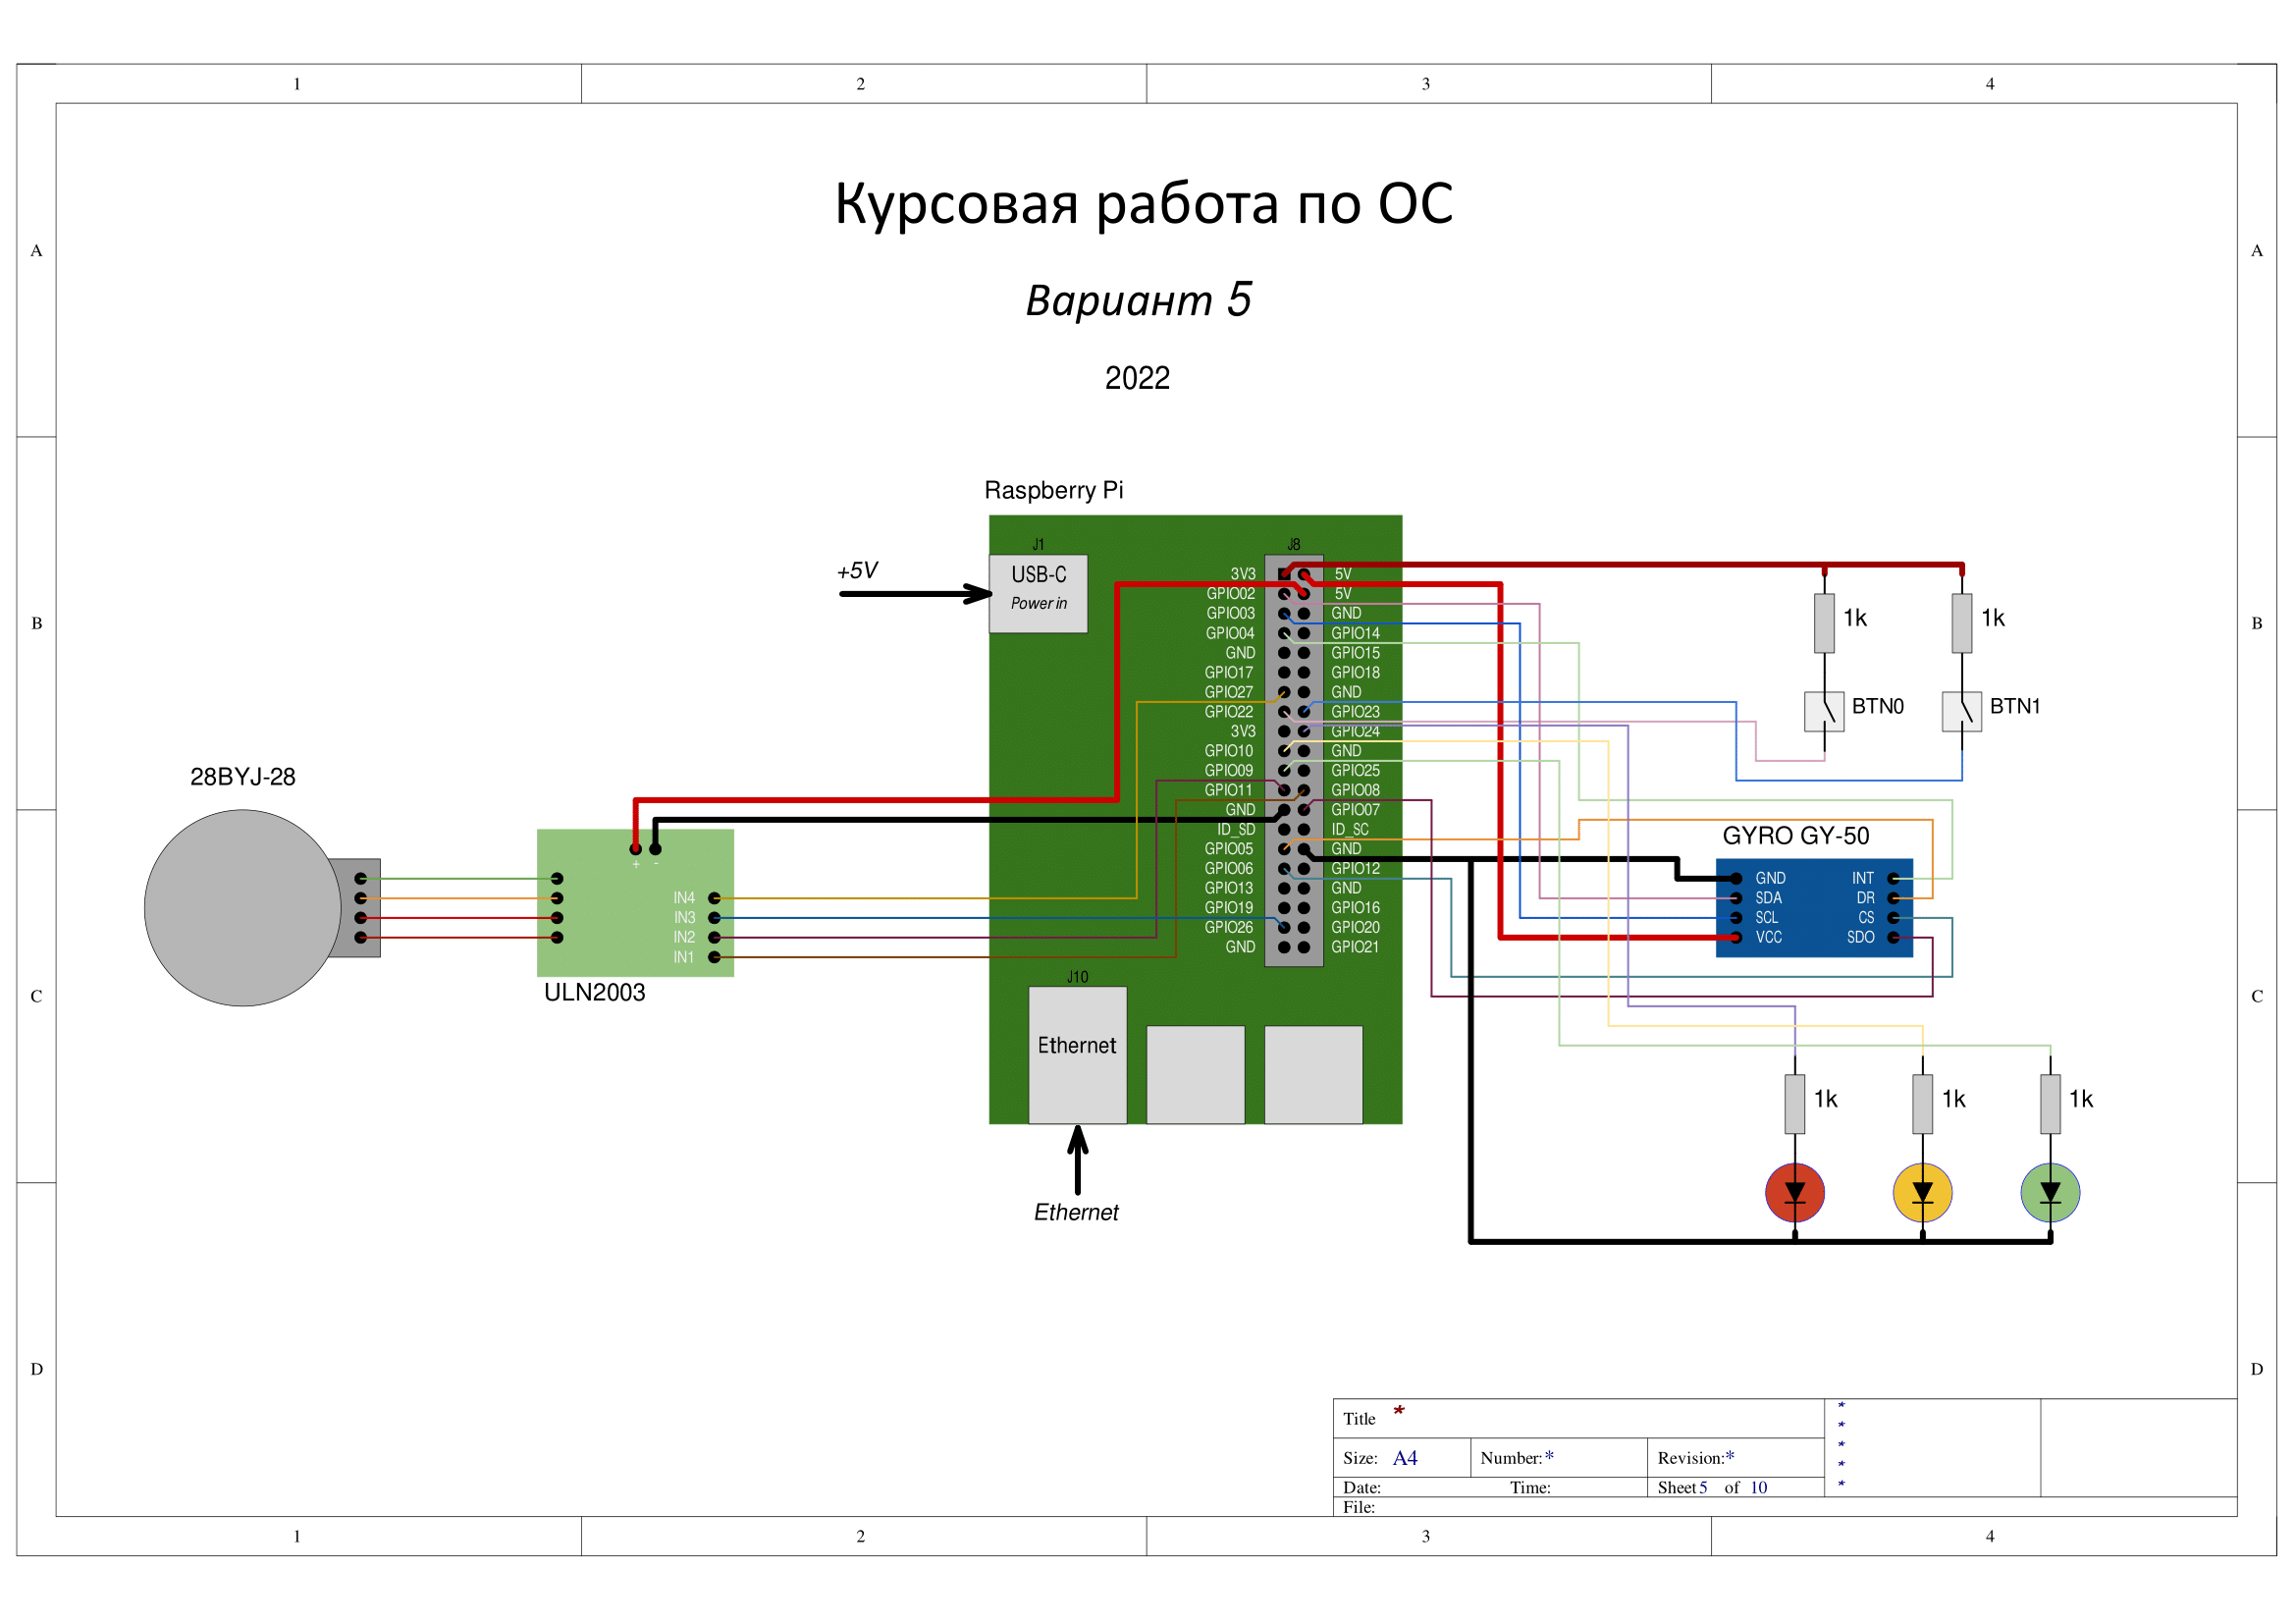 1 2 3 4
A A
Курсовая работа по ОС
Вариант 5
2022
B B
Raspberry Pi
J1 J8
+5V
USB-C
Power in
3V3 5V
GPIO02 5V
GPIO03 GND
GPIO04 GPIO14
GND GPIO15
GPIO17 GPIO18
GPIO27 GND
GPIO22 GPIO23
3V3 GPIO24
GPIO10 GND
GPIO09 GPIO25
GPIO11 GPIO08
GND GPIO07
ID_SD ID_SC
GPIO05 GND
GPIO06 GPIO12
GPIO13 GND
GPIO19 GPIO16
GPIO26 GPIO20
GND GPIO21
1k 1k
BTN0 BTN1
28BYJ-28
+ -
IN4
IN3
IN2
IN1
ULN2003
GYRO GY-50
GND INT
SDA DR
SCL CS
VCC SDO
C C
J10
Ethernet
Ethernet
1k 1k 1k
D D
Title *
Size: A4 Number:* Revision:*
Date: Time: Sheet 5 of 10
File:
*
*
*
*
*
1 2 3 4